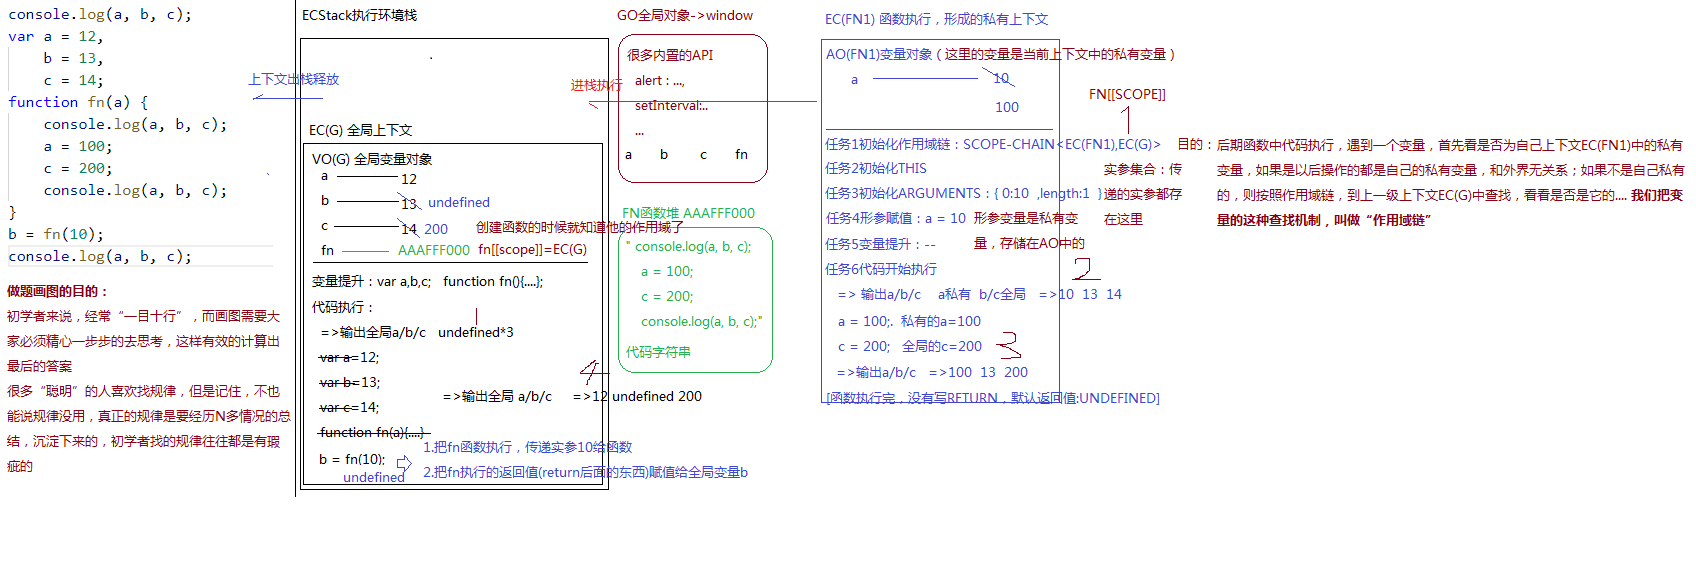 console.log(a, b, c);
var a = 12,
b = 13,
c = 14;
function fn(a) {
console.log(a, b, c);
a = 100;
c = 200;
console.log(a, b, c);
}
b = fn(10);
console.log(a, b, c);
做题画图的目的：
初学者来说，经常“一目十行”，而画图需要大
家必须精心一步步的去思考，这样有效的计算出
最后的答案
很多“聪明”的人喜欢找规律，但是记住，不也
能说规律没用，真正的规律是要经历N多情况的总
结，沉淀下来的，初学者找的规律往往都是有瑕
疵的
ECStack执行环境栈
上下文出栈释放
进栈执行
EC(G) 全局上下文
VO(G) 全局变量对象
a 12
b 13 undefined
c 14 200
fn AAAFFF000 fn[[scope]]=EC(G)
创建函数的时候就知道他的作用域了
变量提升：var a,b,c; function fn(){....};
代码执行：
=>输出全局a/b/c undefined*3
var a=12;
var b=13;
var c=14;
function fn(a){....}
b = fn(10);
undefined
1.把fn函数执行，传递实参10给函数
2.把fn执行的返回值(return后面的东西)赋值给全局变量b
=>输出全局 a/b/c =>12 undefined 200
4
GO全局对象->window
很多内置的API
alert : ...,
setInterval:..
...
a b c fn
FN函数堆 AAAFFF000
" console.log(a, b, c);
a = 100;
c = 200;
console.log(a, b, c);"
代码字符串
EC(FN1) 函数执行，形成的私有上下文
AO(FN1)变量对象（这里的变量是当前上下文中的私有变量）
a 10
100
FN[[SCOPE]]
任务1初始化作用域链：SCOPE-CHAIN<EC(FN1),EC(G)>
任务2初始化THIS
任务3初始化ARGUMENTS：{ 0:10 ,length:1 }
实参集合：传
递的实参都存
在这里
任务4形参赋值：a = 10
形参变量是私有变
量，存储在AO中的
任务5变量提升：--
任务6代码开始执行
2
=> 输出a/b/c a私有 b/c全局 =>10 13 14
a = 100;. 私有的a=100
c = 200; 全局的c=200
3
=>输出a/b/c =>100 13 200
[函数执行完，没有写RETURN，默认返回值:UNDEFINED]
目的：后期函数中代码执行，遇到一个变量，首先看是否为自己上下文EC(FN1)中的私有
变量，如果是以后操作的都是自己的私有变量，和外界无关系；如果不是自己私有
的，则按照作用域链，到上一级上下文EC(G)中查找，看看是否是它的.... 我们把变
量的这种查找机制，叫做“作用域链”